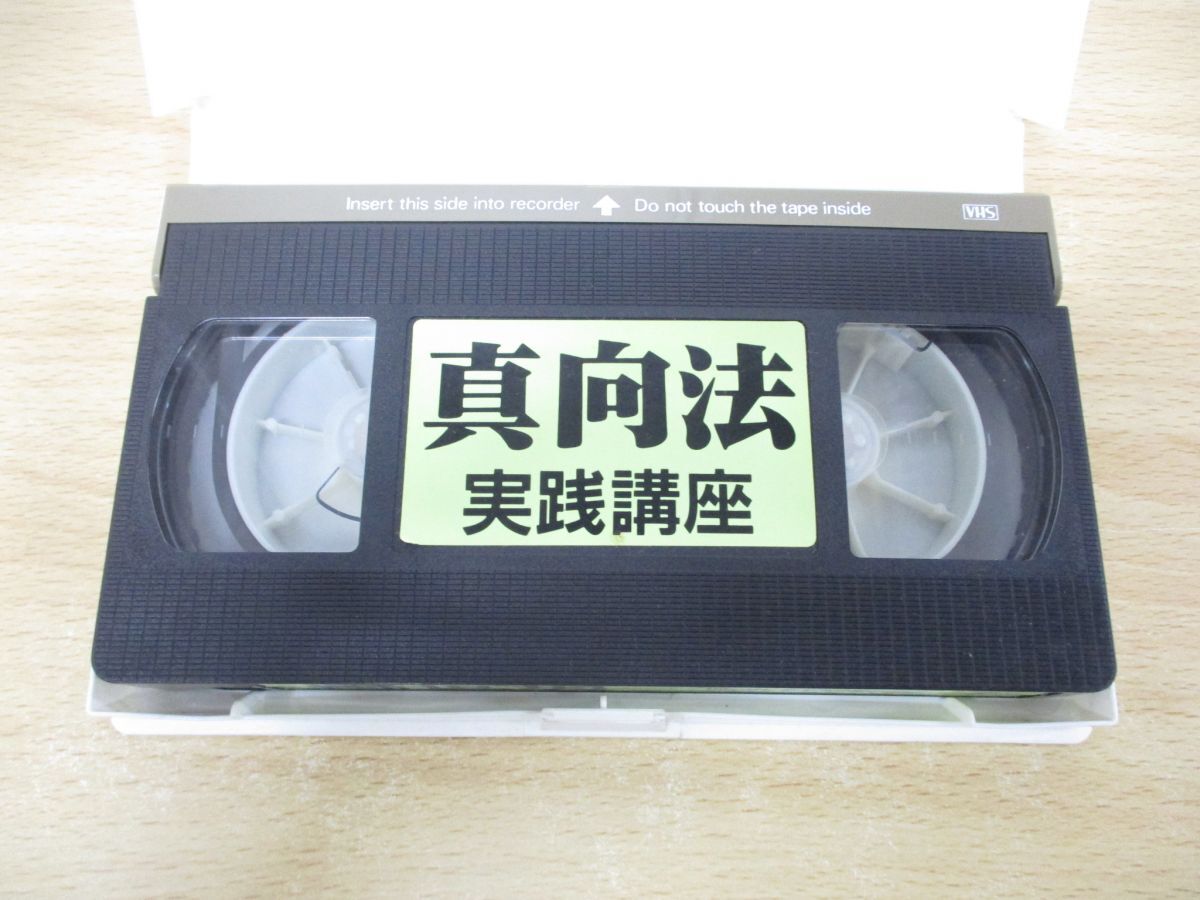 Insert this side into recorder Do not touch the tape inside VHS
真向法
実践講座